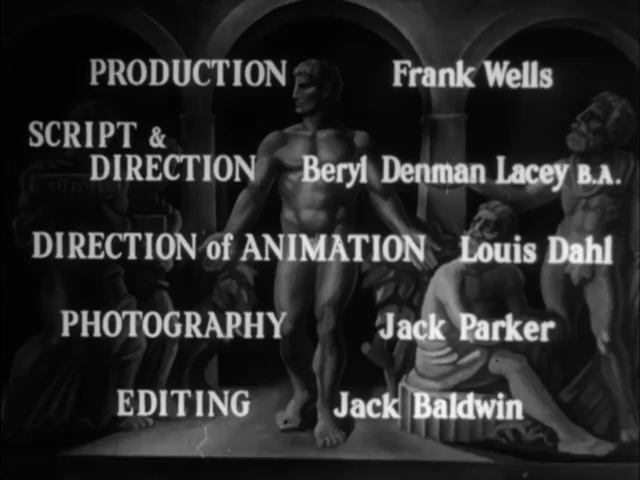 PRODUCTION Frank Wells
SCRIPT &
DIRECTION Beryl Denman Lacey B.A.
DIRECTION of ANIMATION Louis Dahl
PHOTOGRAPHY Jack Parker
EDITING Jack Baldwin